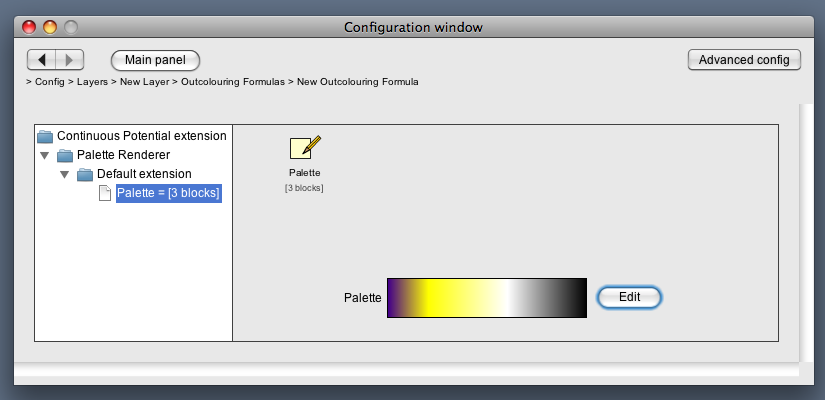 Configuration window
Main panel
Advanced config
> Config > Layers > New Layer > Outcolouring Formulas > New Outcolouring Formula
Continuous Potential extension
Palette Renderer
Default extension
Palette = [3 blocks]
Palette
[3 blocks]
Palette
Edit